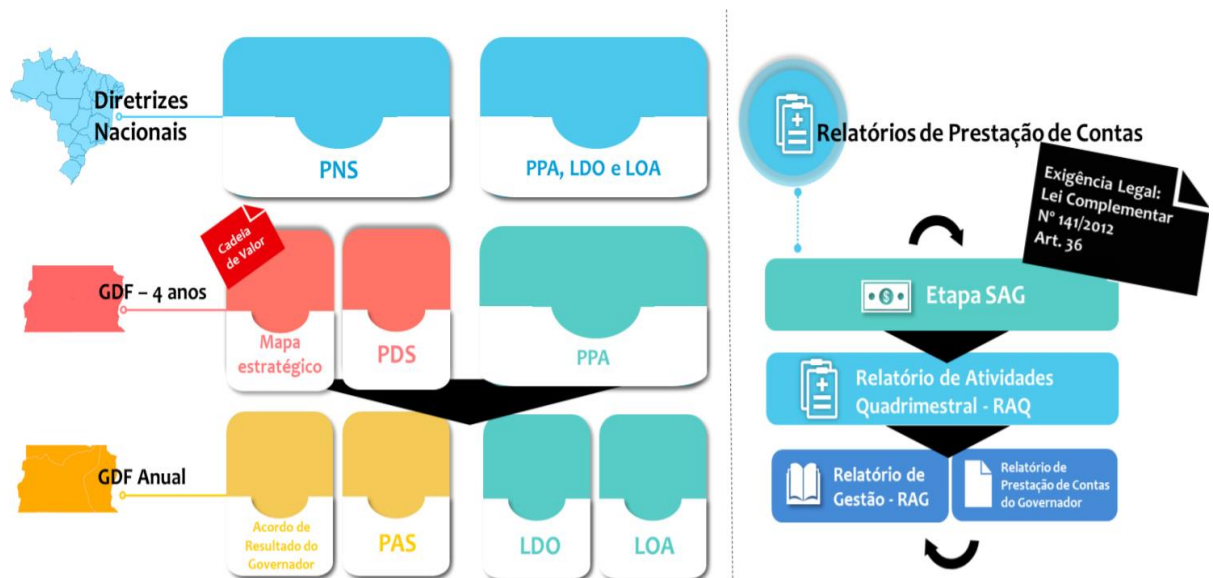 Diretrizes
Nacionais
PNS
PPA, LDO e LOA
Cadeia
de Valor
GDF – 4 anos
Mapa
estratégico
PDS
PPA
GDF Anual
Acordo de
Resultado do
Governador
PAS
LDO
LOA
Relatórios de Prestação de Contas
Exigência Legal:
Lei Complementar
Nº 141/2012
Art. 36
Etapa SAG
Relatório de Atividades
Quadrimestral - RAQ
Relatório de
Gestão - RAG
Relatório de
Prestação de Contas
do Governador